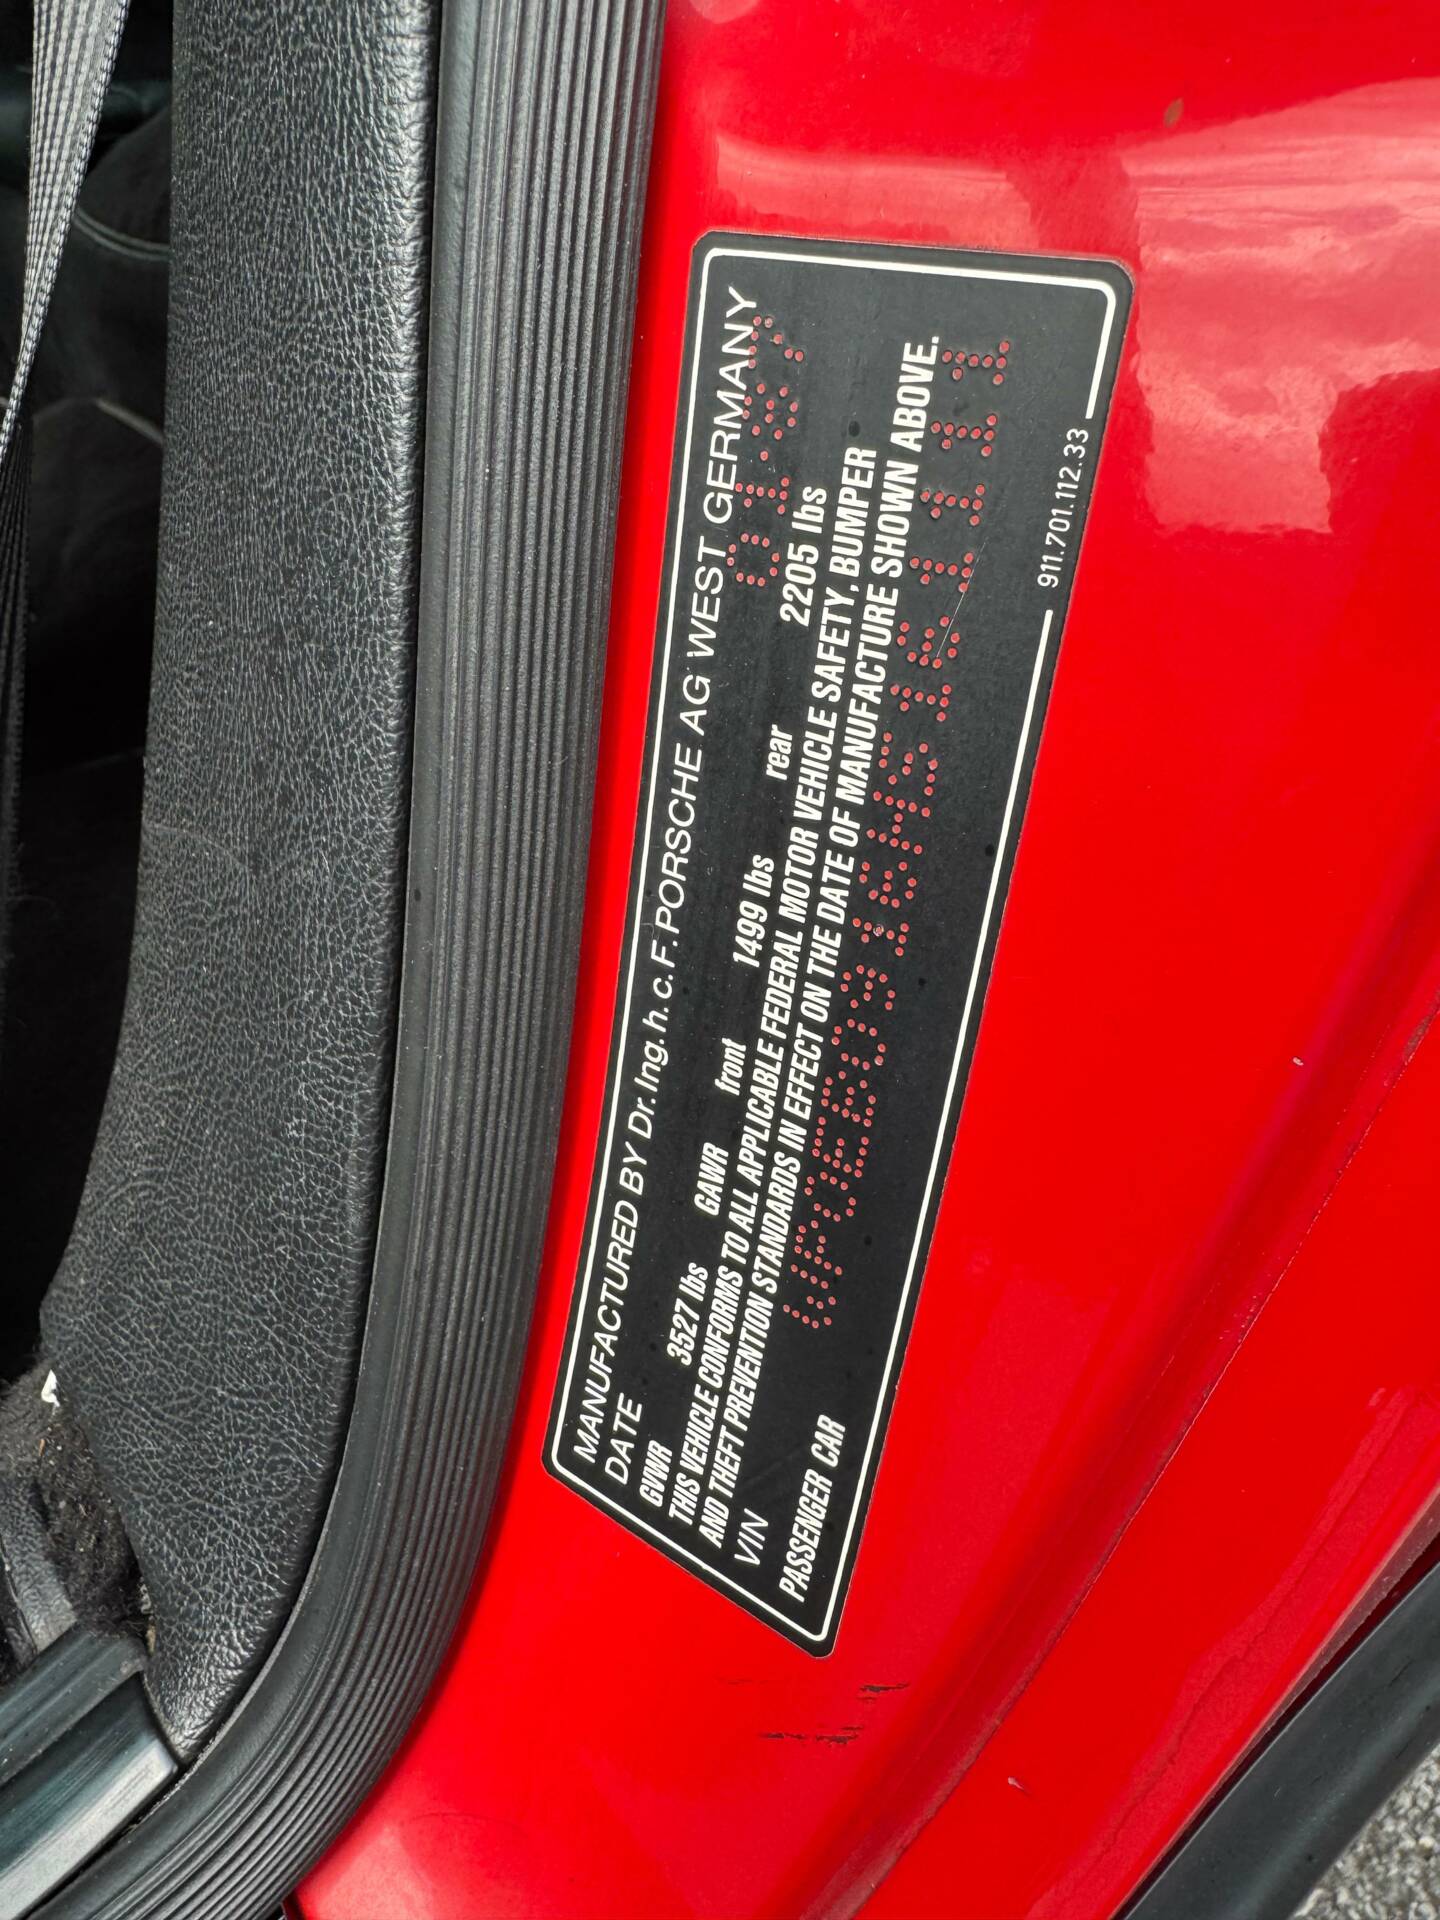 MANUFACTURED BY Dr. Ing. h. c. F. PORSCHE AG WEST GERMANY
DATE 01-87
GVWR 3527 lbs GAWR front 1499 lbs rear 2205 lbs
THIS VEHICLE CONFORMS TO ALL APPLICABLE FEDERAL MOTOR VEHICLE SAFETY, BUMPER
AND THEFT PREVENTION STANDARDS IN EFFECT ON THE DATE OF MANUFACTURE SHOWN ABOVE.
VIN WP0EB0916HS161111
PASSENGER CAR
911.701.112.33